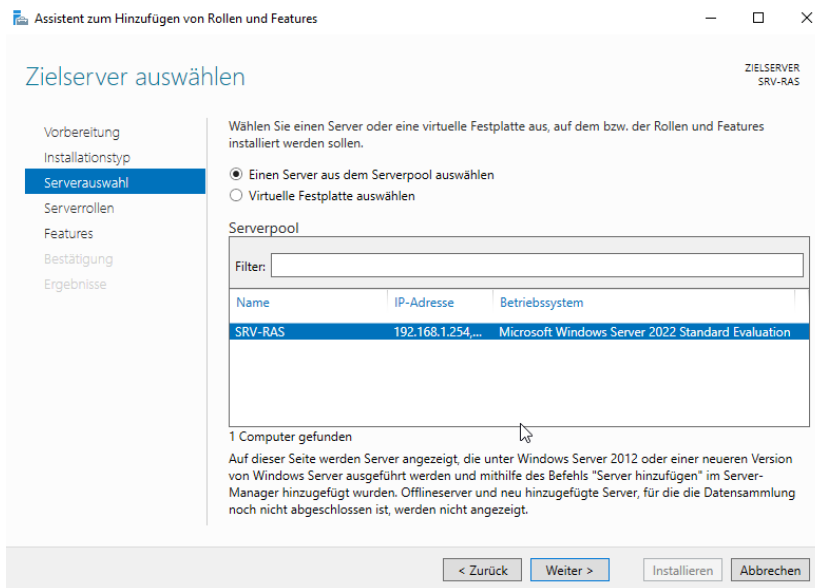 Assistent zum Hinzufügen von Rollen und Features
Zielserver auswählen
ZIELSERVER
SRV-RAS
Vorbereitung
Installationstyp
Serverauswahl
Serverrollen
Features
Bestätigung
Ergebnisse
Wählen Sie einen Server oder eine virtuelle Festplatte aus, auf dem bzw. der Rollen und Features
installiert werden sollen.
Einen Server aus dem Serverpool auswählen
Virtuelle Festplatte auswählen
Serverpool
Filter:
Name IP-Adresse Betriebssystem
SRV-RAS 192.168.1.254,... Microsoft Windows Server 2022 Standard Evaluation
1 Computer gefunden
Auf dieser Seite werden Server angezeigt, die unter Windows Server 2012 oder einer neueren Version
von Windows Server ausgeführt werden und mithilfe des Befehls "Server hinzufügen" im Server-
Manager hinzugefügt wurden. Offlineserver und neu hinzugefügte Server, für die die Datensammlung
noch nicht abgeschlossen ist, werden nicht angezeigt.
< Zurück Weiter > Installieren Abbrechen